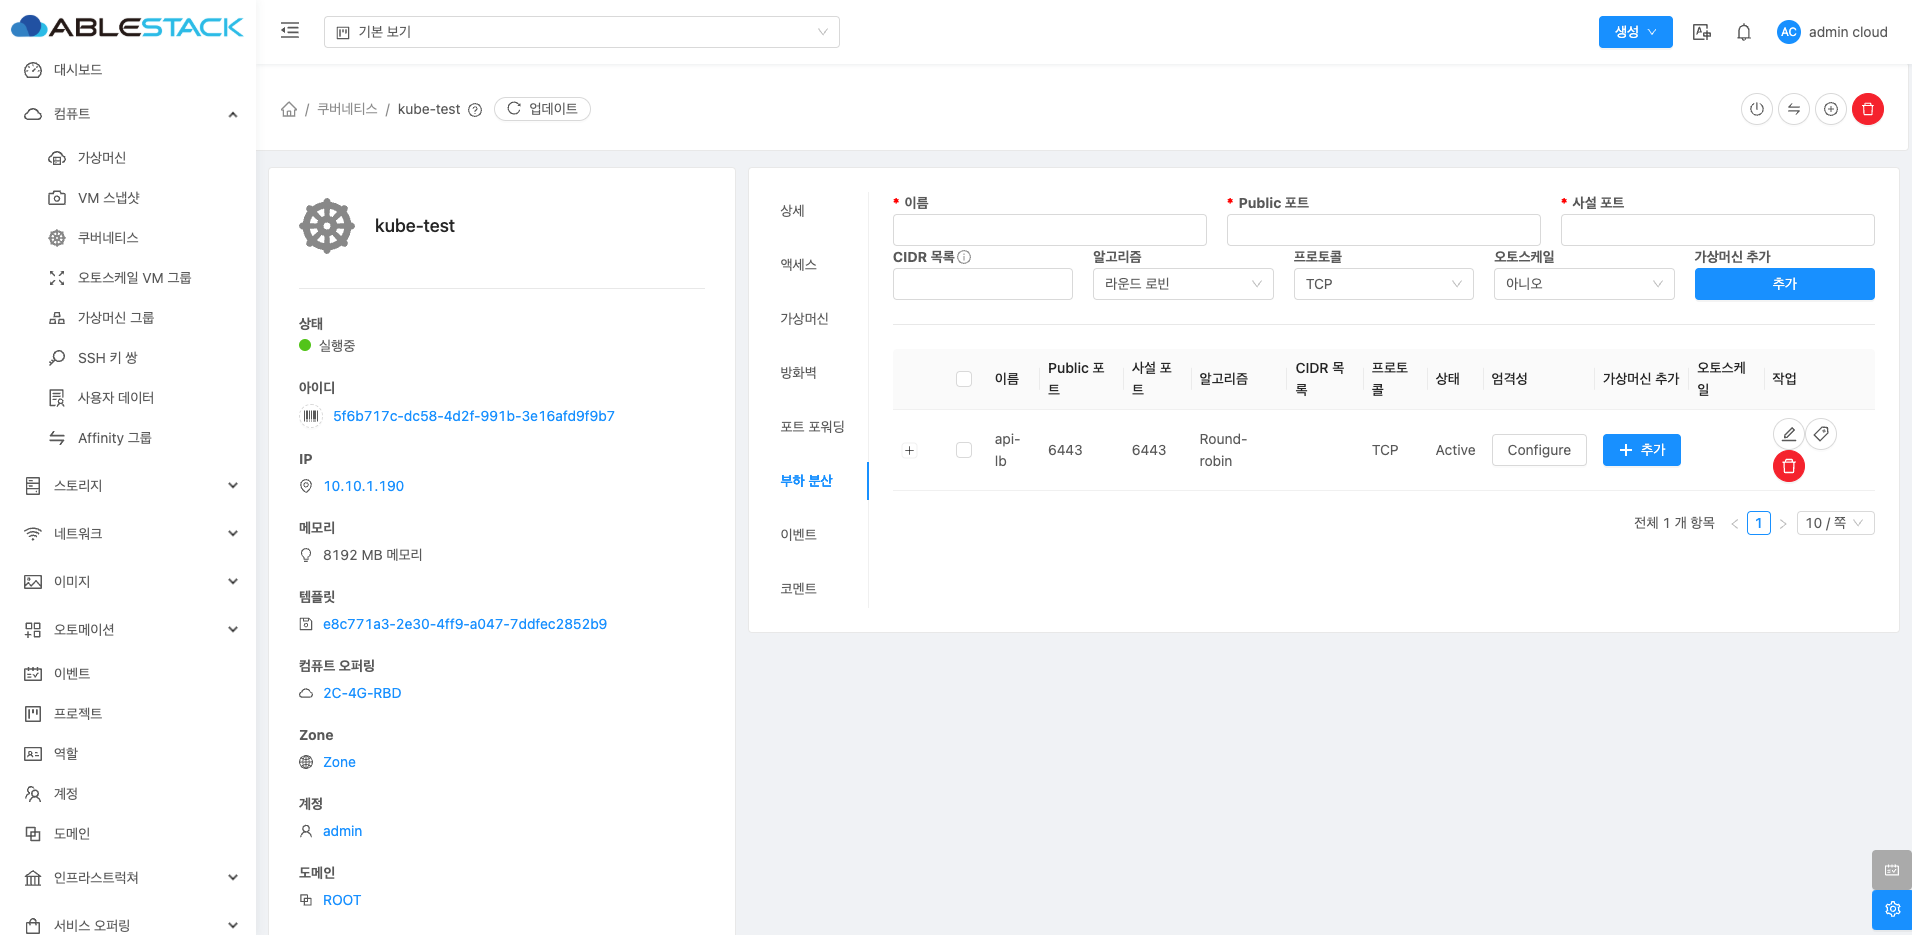 ABLESTACK
대시보드
컴퓨트
가상머신
VM 스냅샷
쿠버네티스
오토스케일 VM 그룹
가상머신 그룹
SSH 키 쌍
사용자 데이터
Affinity 그룹
스토리지
네트워크
이미지
오토메이션
이벤트
프로젝트
역할
계정
도메인
인프라스트럭쳐
서비스 오퍼링
기본 보기
생성
AC admin cloud
/ 쿠버네티스 / kube-test
업데이트
kube-test
상태
실행중
아이디
5f6b717c-dc58-4d2f-991b-3e16afd9f9b7
IP
10.10.1.190
메모리
8192 MB 메모리
템플릿
e8c771a3-2e30-4ff9-a047-7ddfec2852b9
컴퓨트 오퍼링
2C-4G-RBD
Zone
Zone
계정
admin
도메인
ROOT
상세
액세스
가상머신
방화벽
포트 포워딩
부하 분산
이벤트
코멘트
* 이름 * Public 포트 * 사설 포트
CIDR 목록 알고리즘 프로토콜 오토스케일 가상머신 추가
라운드 로빈 TCP 아니오 추가
이름 Public 포트 사설 포트 알고리즘 CIDR 목록 프로토콜 상태 엄격성 가상머신 추가 오토스케일 작업
api-lb 6443 6443 Round-robin TCP Active Configure + 추가
전체 1 개 항목 < 1 > 10 / 쪽